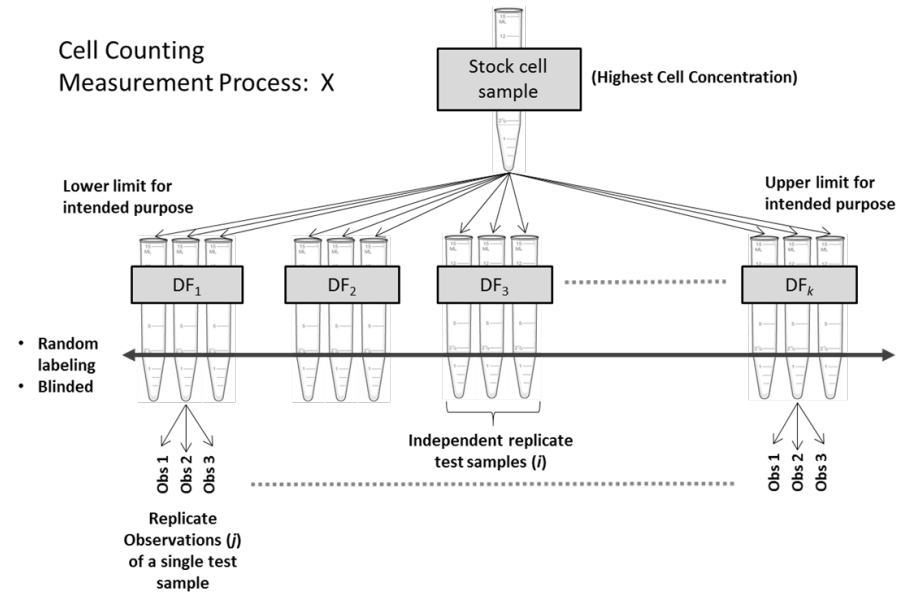 Cell Counting
Measurement Process: X
Stock cell
sample
(Highest Cell Concentration)
Lower limit for
intended purpose
Upper limit for
intended purpose
DF1
DF2
DF3
DFk
• Random
labeling
• Blinded
Independent replicate
test samples (i)
Obs 1
Obs 2
Obs 3
Obs 1
Obs 2
Obs 3
Replicate
Observations (j)
of a single test
sample